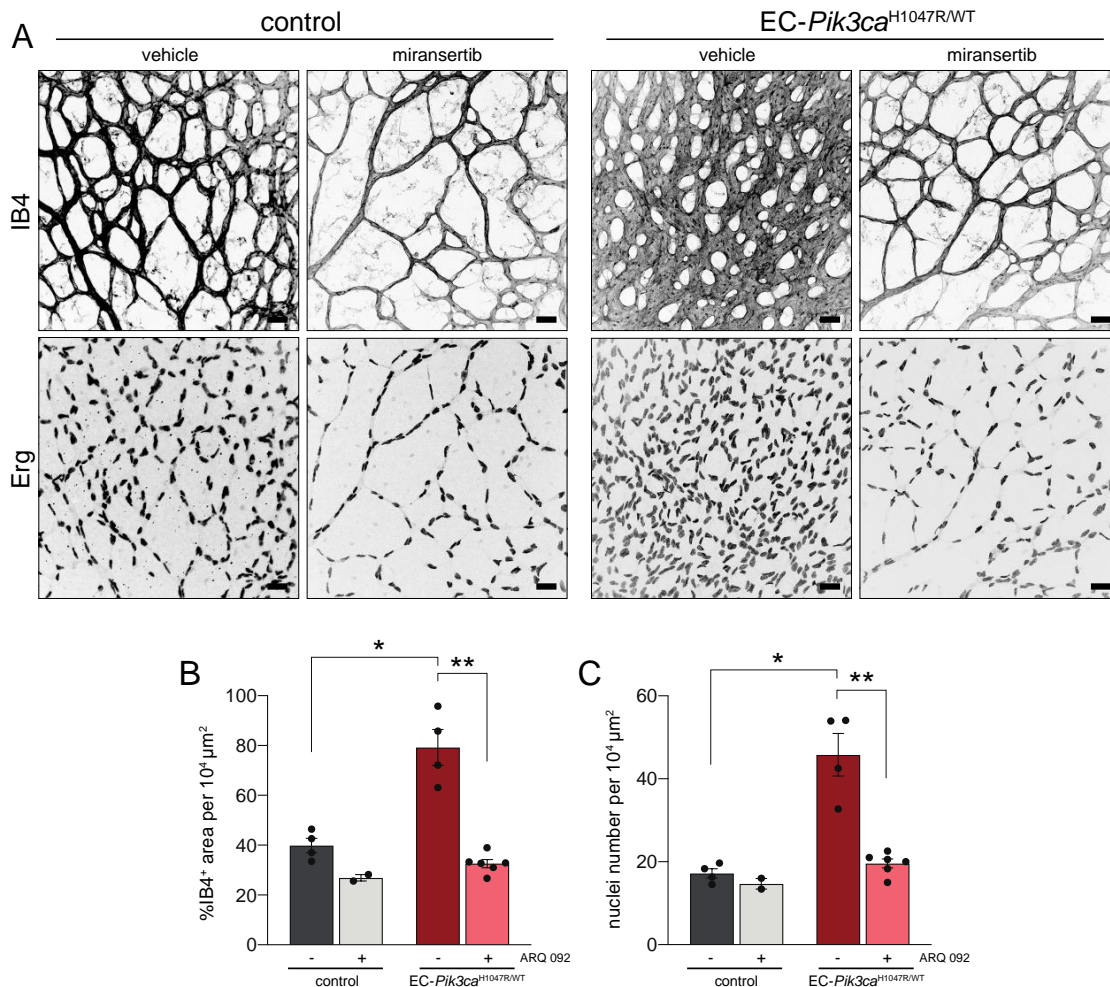 A
control
EC-Pik3caH1047R/WT
vehicle
miransertib
vehicle
miransertib
IB4
Erg
B
*
**
100
80
60
40
20
0
%IB4+ area per 10⁴ µm²
-
+
-
+
ARQ 092
control
EC-Pik3caH1047R/WT
C
*
**
60
40
20
0
nuclei number per 10⁴ µm²
-
+
-
+
ARQ 092
control
EC-Pik3caH1047R/WT